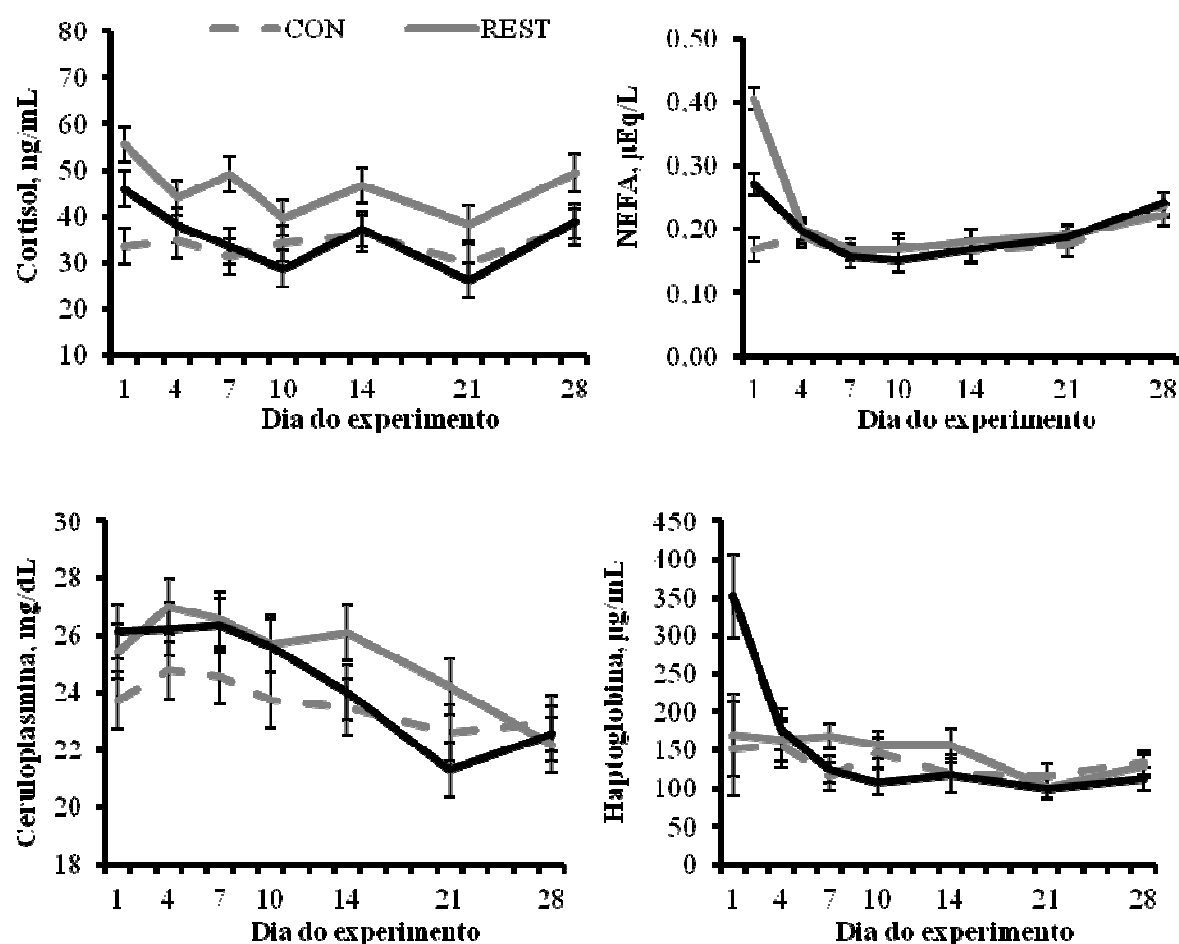 CON REST
Cortisol, ng/mL
80
70
60
50
40
30
20
10
1 4 7 10 14 21 28
Dia do experimento
NEFA, µEq/L
0,50
0,40
0,30
0,20
0,10
0,00
1 4 7 10 14 21 28
Dia do experimento
Ceruloplasmina, mg/dL
30
28
26
24
22
20
18
1 4 7 10 14 21 28
Dia do experimento
Haptoglobina, µg/mL
450
400
350
300
250
200
150
100
50
0
1 4 7 10 14 21 28
Dia do experimento